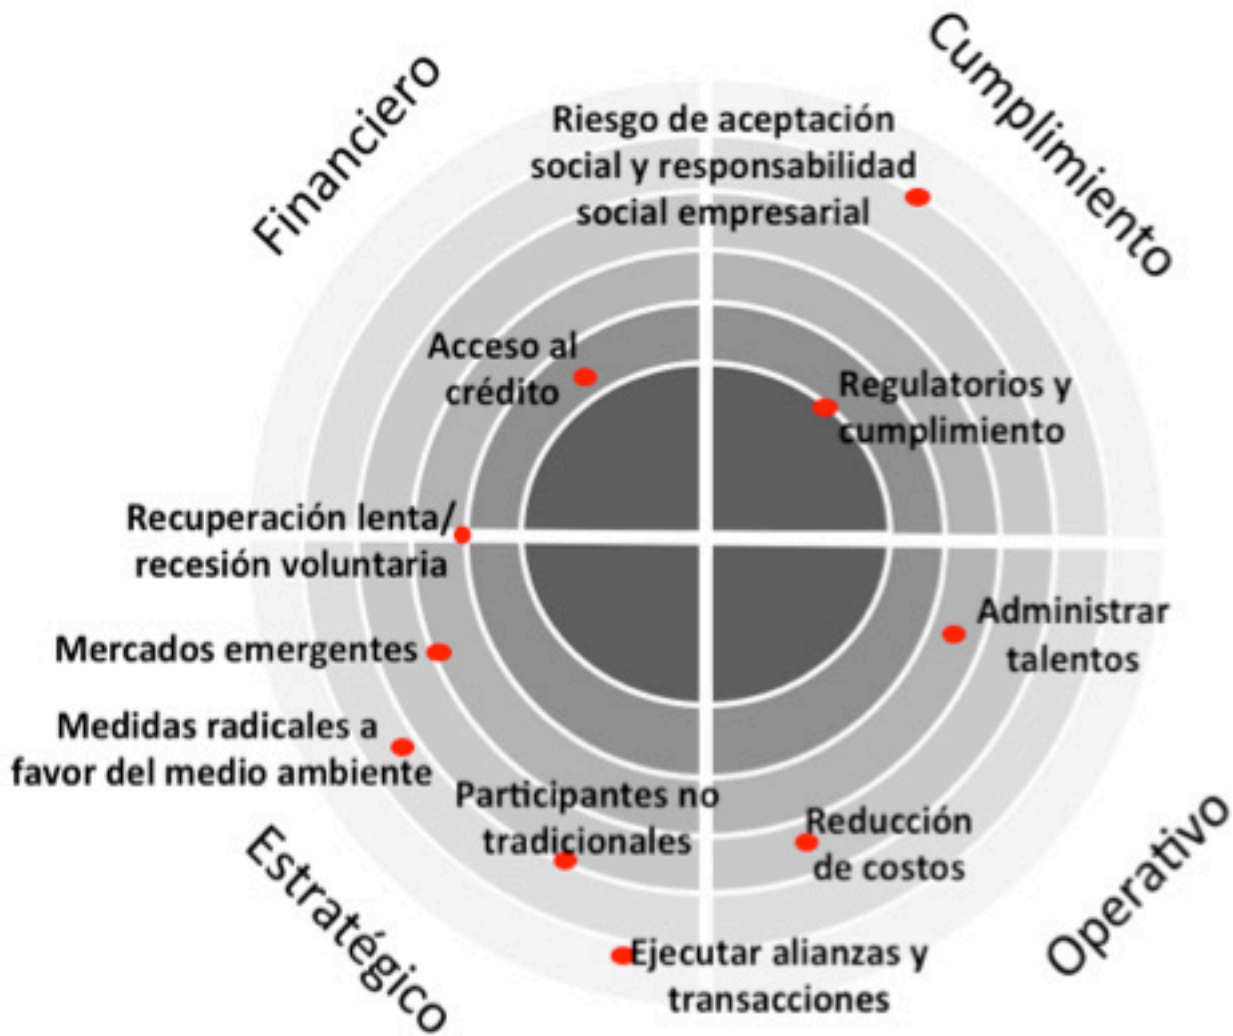 Financiero
Cumplimiento
Riesgo de aceptación
social y responsabilidad
social empresarial
Acceso al
crédito
Regulatorios y
cumplimiento
Recuperación lenta/
recesión voluntaria
Administrar
talentos
Mercados emergentes
Medidas radicales a
favor del medio ambiente
Participantes no
tradicionales
Reducción
de costos
Estratégico
Operativo
Ejecutar alianzas y
transacciones